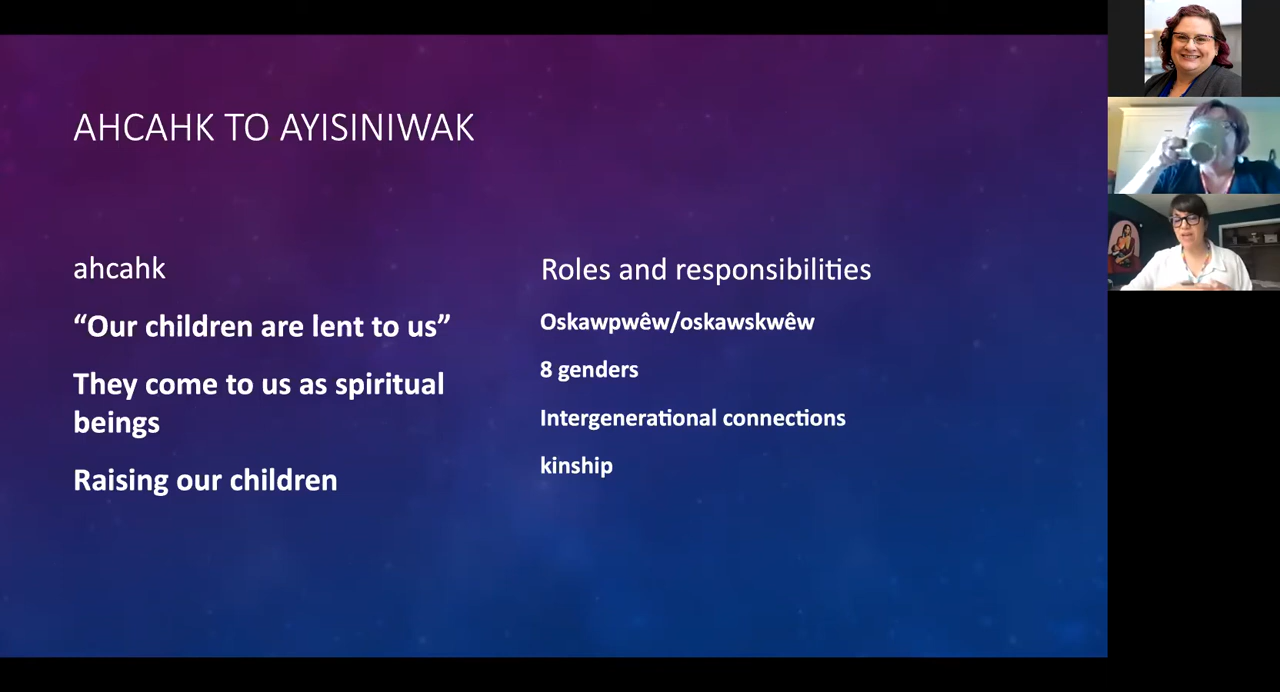 AHCAHK TO AYISINIWAK
ahcahk
“Our children are lent to us”
They come to us as spiritual
beings
Raising our children
Roles and responsibilities
Oskawpwêw/oskawskwêw
8 genders
Intergenerational connections
kinship